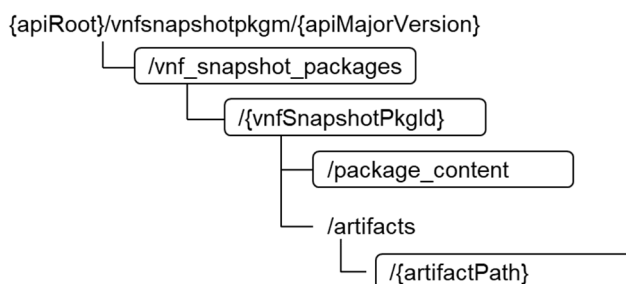 {apiRoot}/vnfsnapshotpkgm/{apiMajorVersion}
/vnf_snapshot_packages
/{vnfSnapshotPkgId}
/package_content
/artifacts
/{artifactPath}